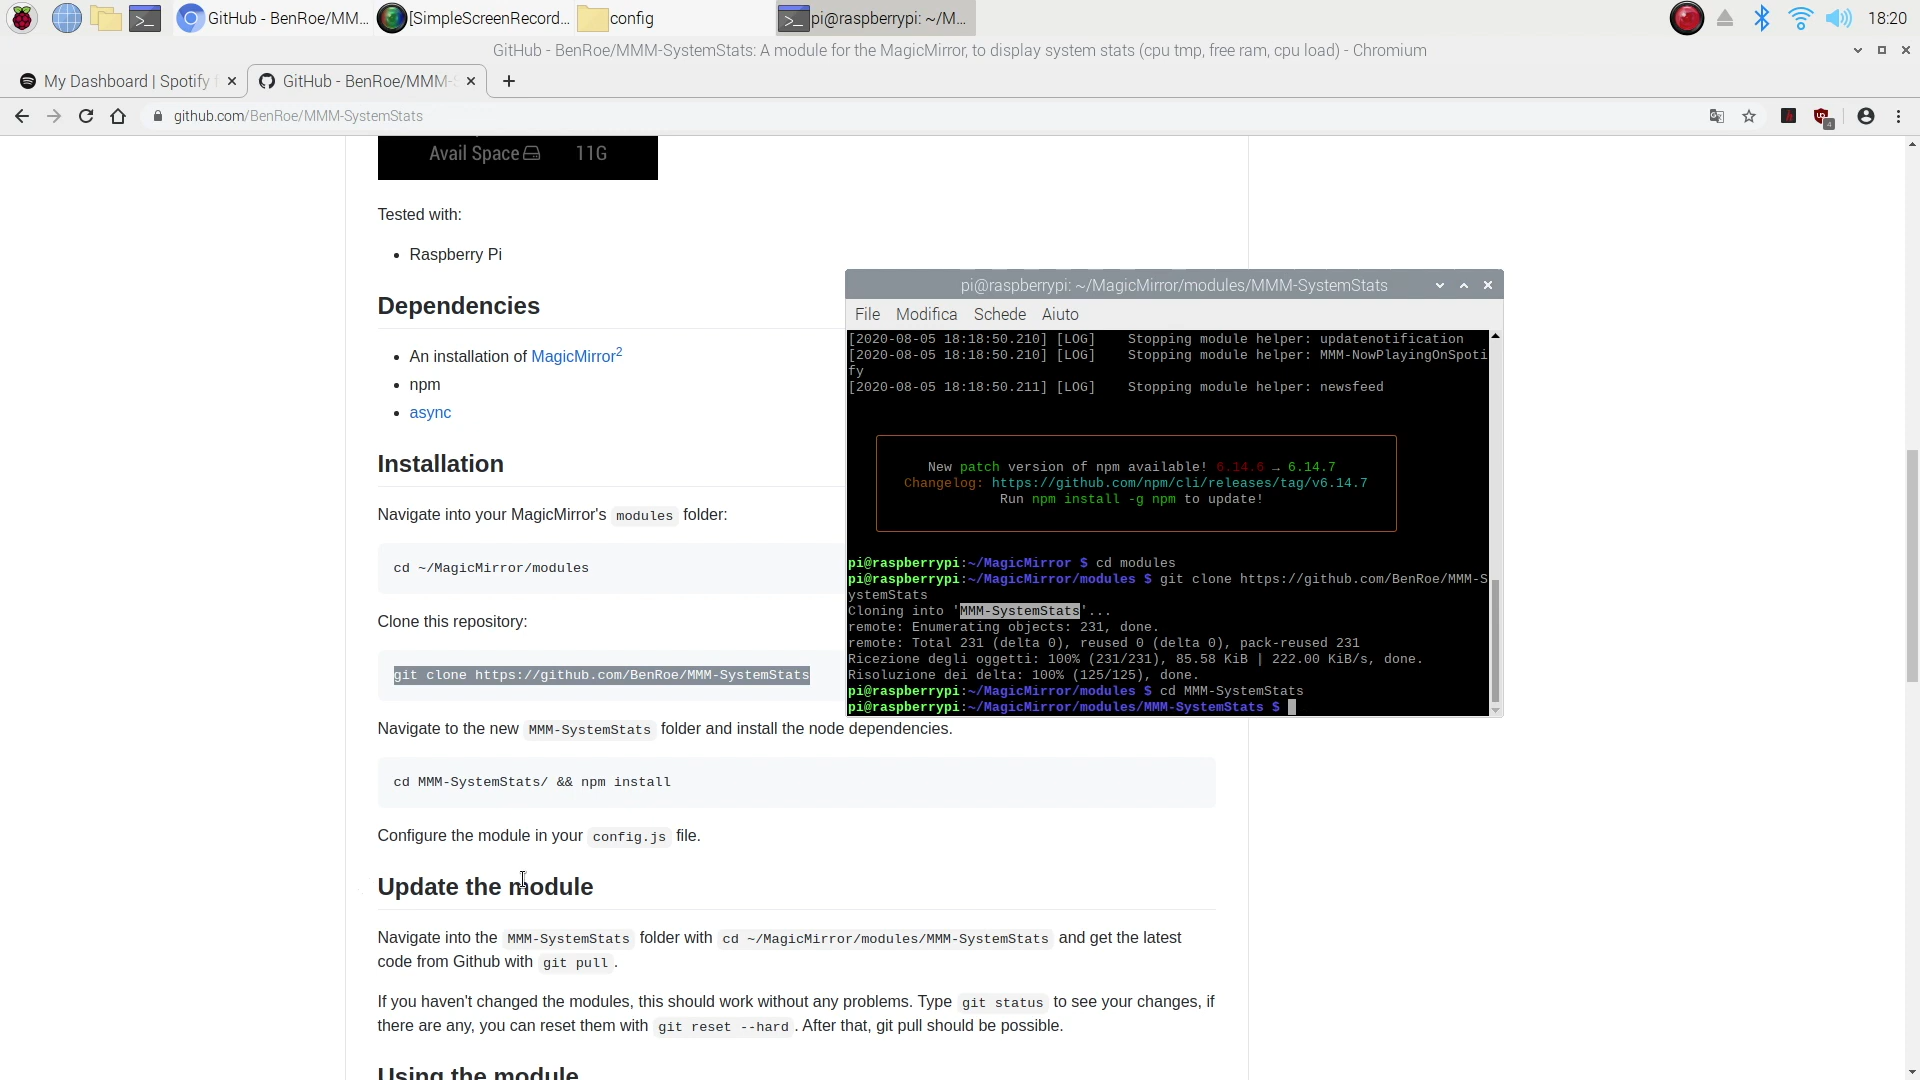 GitHub - BenRoe/MM...
[SimpleScreenRecord...
config
pi@raspberrypi: ~/M...
18:20
GitHub - BenRoe/MMM-SystemStats: A module for the MagicMirror, to display system stats (cpu tmp, free ram, cpu load) - Chromium
My Dashboard | Spotify
GitHub - BenRoe/MMM-
github.com/BenRoe/MMM-SystemStats
4
Avail Space 11G
Tested with:
Raspberry Pi
Dependencies
An installation of MagicMirror2
npm
async
Installation
Navigate into your MagicMirror's modules folder:
cd ~/MagicMirror/modules
Clone this repository:
git clone https://github.com/BenRoe/MMM-SystemStats
Navigate to the new MMM-SystemStats folder and install the node dependencies.
cd MMM-SystemStats/ && npm install
Configure the module in your config.js file.
Update the module
Navigate into the MMM-SystemStats folder with cd ~/MagicMirror/modules/MMM-SystemStats and get the latest
code from Github with git pull.
If you haven't changed the modules, this should work without any problems. Type git status to see your changes, if
there are any, you can reset them with git reset --hard. After that, git pull should be possible.
Using the module
pi@raspberrypi: ~/MagicMirror/modules/MMM-SystemStats
File Modifica Schede Aiuto
[2020-08-05 18:18:50.210] [LOG] Stopping module helper: updatenotification
[2020-08-05 18:18:50.210] [LOG] Stopping module helper: MMM-NowPlayingOnSpoti
fy
[2020-08-05 18:18:50.211] [LOG] Stopping module helper: newsfeed
New patch version of npm available! 6.14.6 → 6.14.7
Changelog: https://github.com/npm/cli/releases/tag/v6.14.7
Run npm install -g npm to update!
pi@raspberrypi:~/MagicMirror $ cd modules
pi@raspberrypi:~/MagicMirror/modules $ git clone https://github.com/BenRoe/MMM-S
ystemStats
Cloning into 'MMM-SystemStats'...
remote: Enumerating objects: 231, done.
remote: Total 231 (delta 0), reused 0 (delta 0), pack-reused 231
Ricezione degli oggetti: 100% (231/231), 85.58 KiB | 222.00 KiB/s, done.
Risoluzione dei delta: 100% (125/125), done.
pi@raspberrypi:~/MagicMirror/modules $ cd MMM-SystemStats
pi@raspberrypi:~/MagicMirror/modules/MMM-SystemStats $